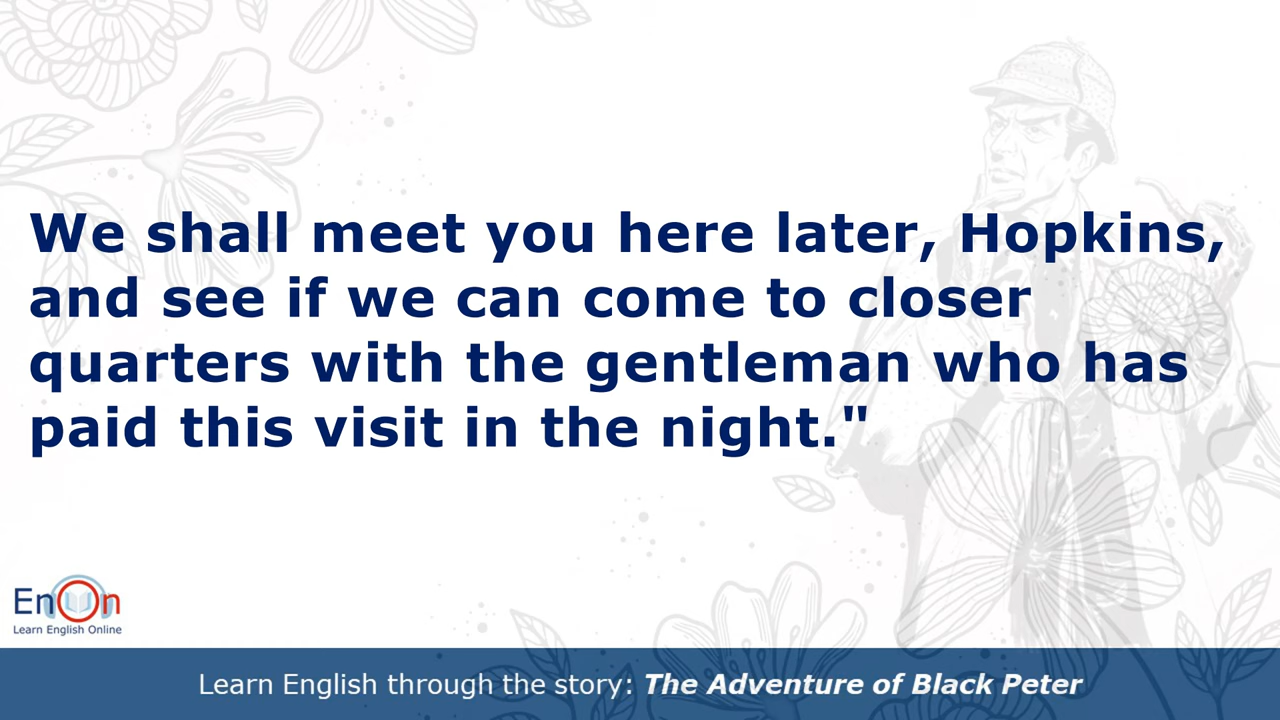 We shall meet you here later, Hopkins,
and see if we can come to closer
quarters with the gentleman who has
paid this visit in the night."
EnOn
Learn English Online
Learn English through the story: The Adventure of Black Peter